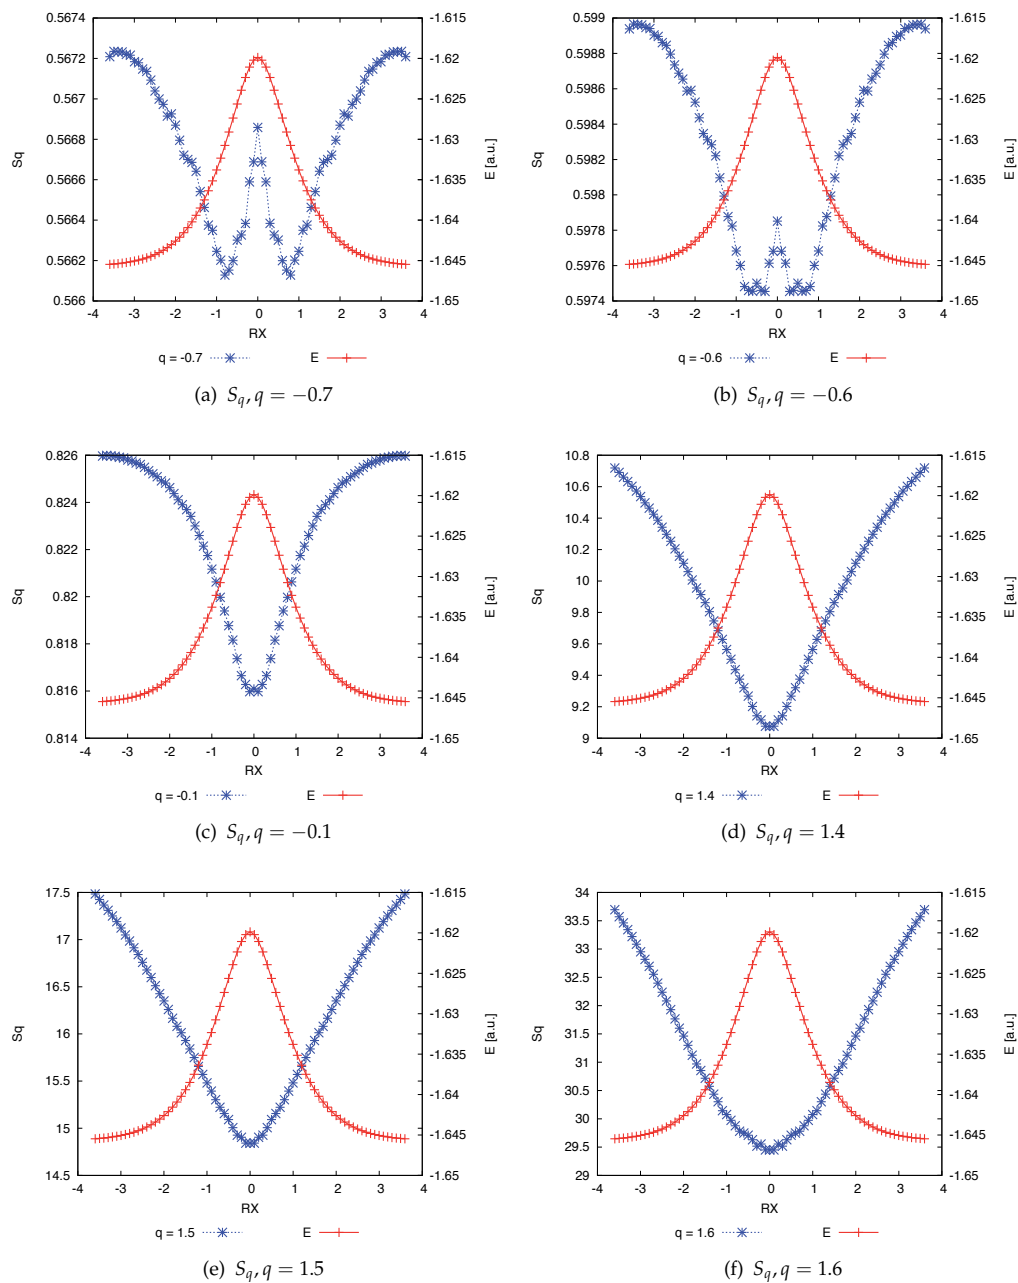 0.5674
0.5672
0.567
0.5668
0.5666
0.5664
0.5662
0.566
Sq
-4 -3 -2 -1 0 1 2 3 4
RX
-1.615
-1.62
-1.625
-1.63
-1.635
-1.64
-1.645
-1.65
E [a.u.]
q = -0.7 E
(a) Sq, q = −0.7
0.599
0.5988
0.5986
0.5984
0.5982
0.598
0.5978
0.5976
0.5974
Sq
-4 -3 -2 -1 0 1 2 3 4
RX
-1.615
-1.62
-1.625
-1.63
-1.635
-1.64
-1.645
-1.65
E [a.u.]
q = -0.6 E
(b) Sq, q = −0.6
0.826
0.824
0.822
0.82
0.818
0.816
0.814
Sq
-4 -3 -2 -1 0 1 2 3 4
RX
-1.615
-1.62
-1.625
-1.63
-1.635
-1.64
-1.645
-1.65
E [a.u.]
q = -0.1 E
(c) Sq, q = −0.1
10.8
10.6
10.4
10.2
10
9.8
9.6
9.4
9.2
9
Sq
-4 -3 -2 -1 0 1 2 3 4
RX
-1.615
-1.62
-1.625
-1.63
-1.635
-1.64
-1.645
-1.65
E [a.u.]
q = 1.4 E
(d) Sq, q = 1.4
17.5
17
16.5
16
15.5
15
14.5
Sq
-4 -3 -2 -1 0 1 2 3 4
RX
-1.615
-1.62
-1.625
-1.63
-1.635
-1.64
-1.645
-1.65
E [a.u.]
q = 1.5 E
(e) Sq, q = 1.5
34
33.5
33
32.5
32
31.5
31
30.5
30
29.5
29
Sq
-4 -3 -2 -1 0 1 2 3 4
RX
-1.615
-1.62
-1.625
-1.63
-1.635
-1.64
-1.645
-1.65
E [a.u.]
q = 1.6 E
(f) Sq, q = 1.6